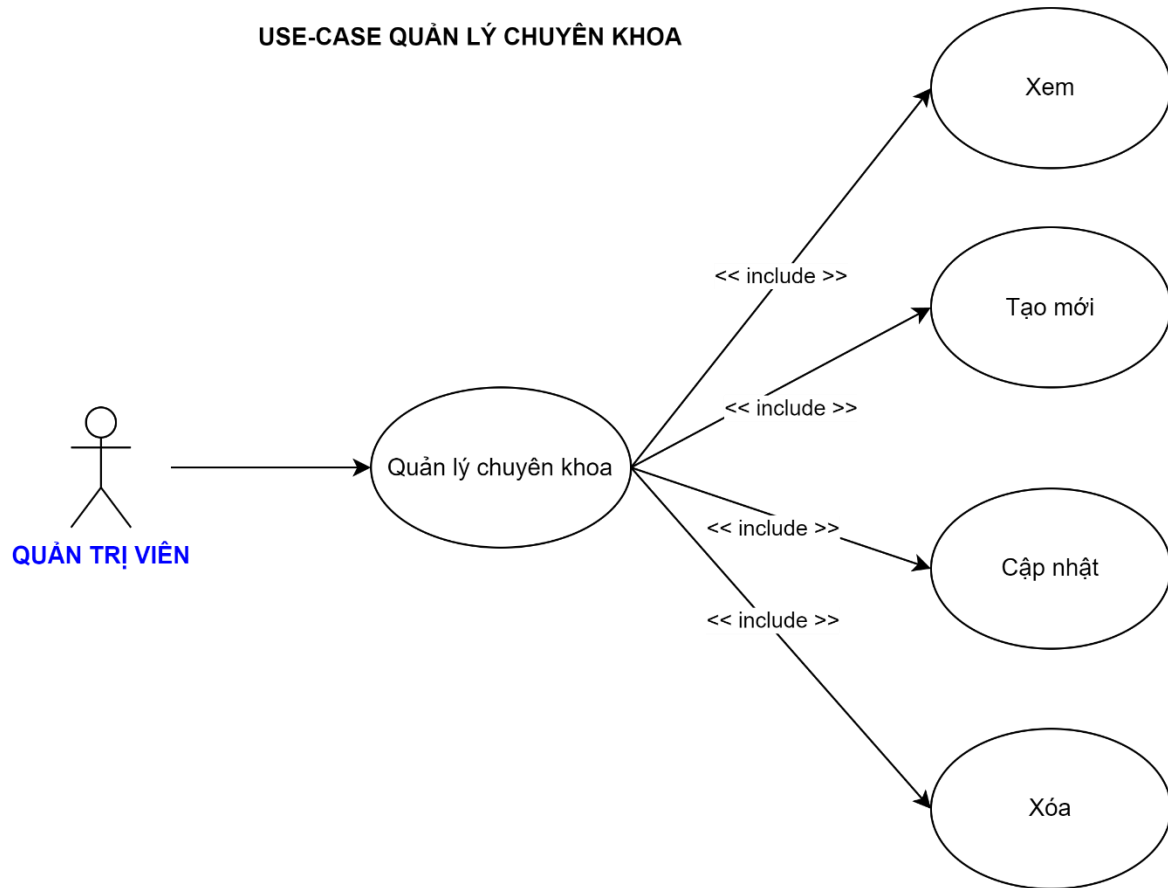 USE-CASE QUẢN LÝ CHUYÊN KHOA
Xem
<< include >>
Tạo mới
<< include >>
Quản lý chuyên khoa
<< include >>
QUẢN TRỊ VIÊN
Cập nhật
<< include >>
Xóa